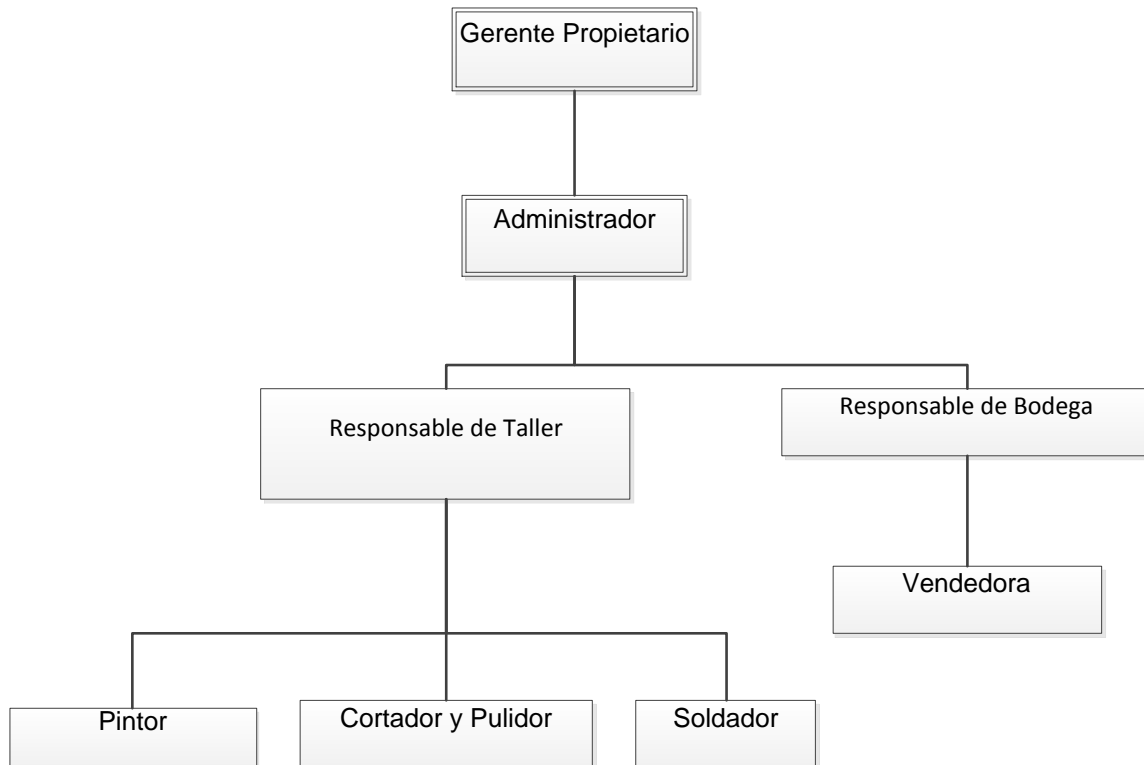 Gerente Propietario
Administrador
Responsable de Taller
Responsable de Bodega
Vendedora
Pintor
Cortador y Pulidor
Soldador